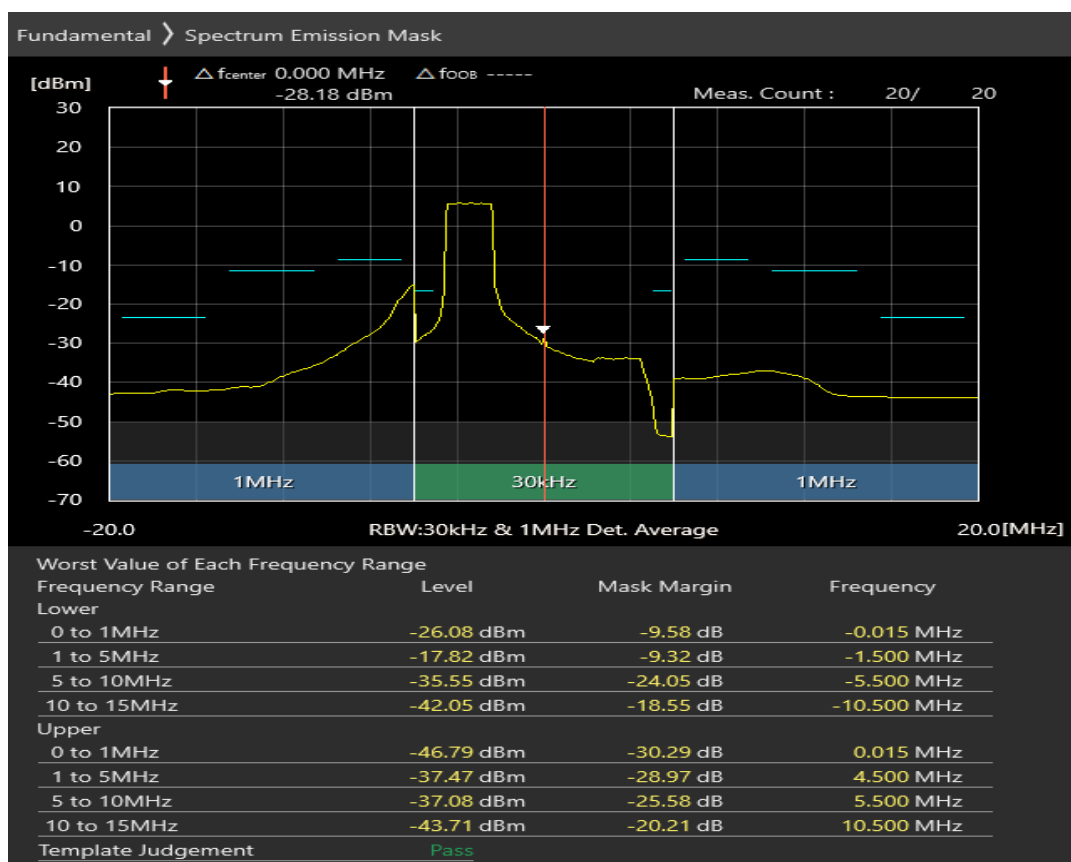 Fundamental ❯ Spectrum Emission Mask
[dBm]
△ fcenter 0.000 MHz △ fOOB -----
-28.18 dBm
Meas. Count : 20/ 20
30
20
10
0
-10
-20
-30
-40
-50
-60
-70
1MHz 30kHz 1MHz
-20.0 RBW:30kHz & 1MHz Det. Average 20.0[MHz]
Worst Value of Each Frequency Range
Frequency Range Level Mask Margin Frequency
Lower
0 to 1MHz -26.08 dBm -9.58 dB -0.015 MHz
1 to 5MHz -17.82 dBm -9.32 dB -1.500 MHz
5 to 10MHz -35.55 dBm -24.05 dB -5.500 MHz
10 to 15MHz -42.05 dBm -18.55 dB -10.500 MHz
Upper
0 to 1MHz -46.79 dBm -30.29 dB 0.015 MHz
1 to 5MHz -37.47 dBm -28.97 dB 4.500 MHz
5 to 10MHz -37.08 dBm -25.58 dB 5.500 MHz
10 to 15MHz -43.71 dBm -20.21 dB 10.500 MHz
Template Judgement Pass